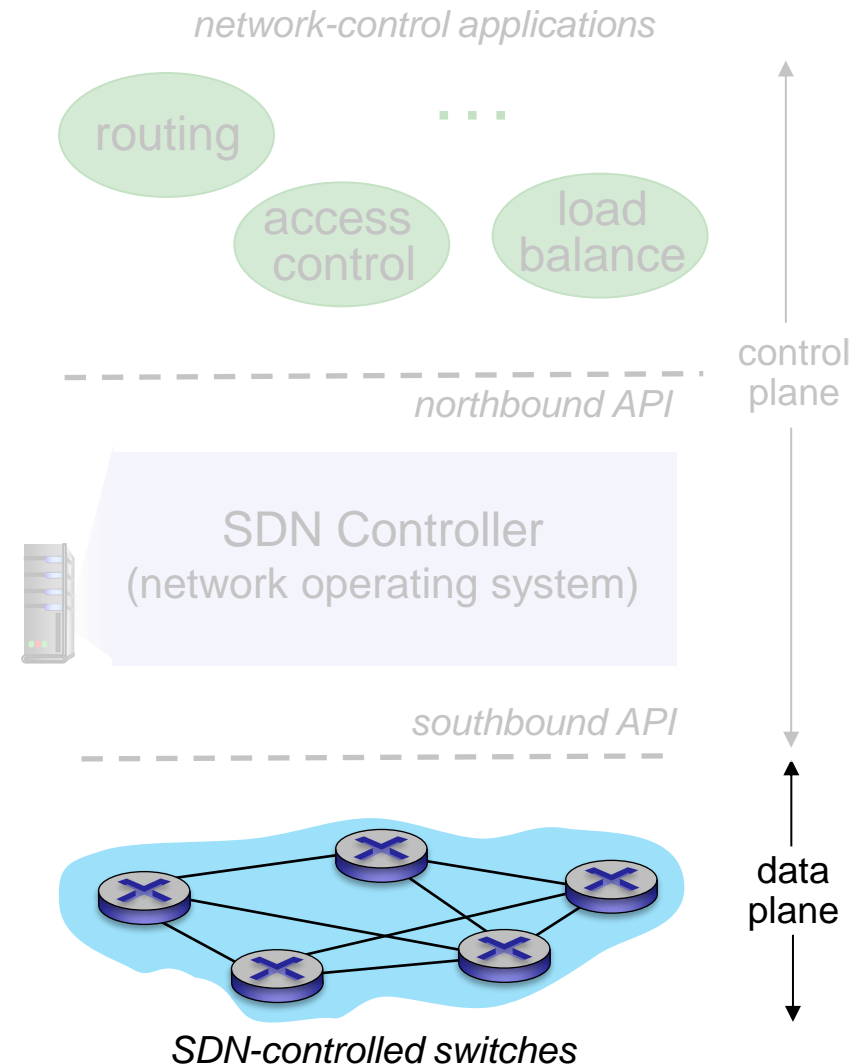 network-control applications
routing
. . .
access
control
load
balance
control
plane
northbound API
SDN Controller
(network operating system)
southbound API
data
plane
SDN-controlled switches